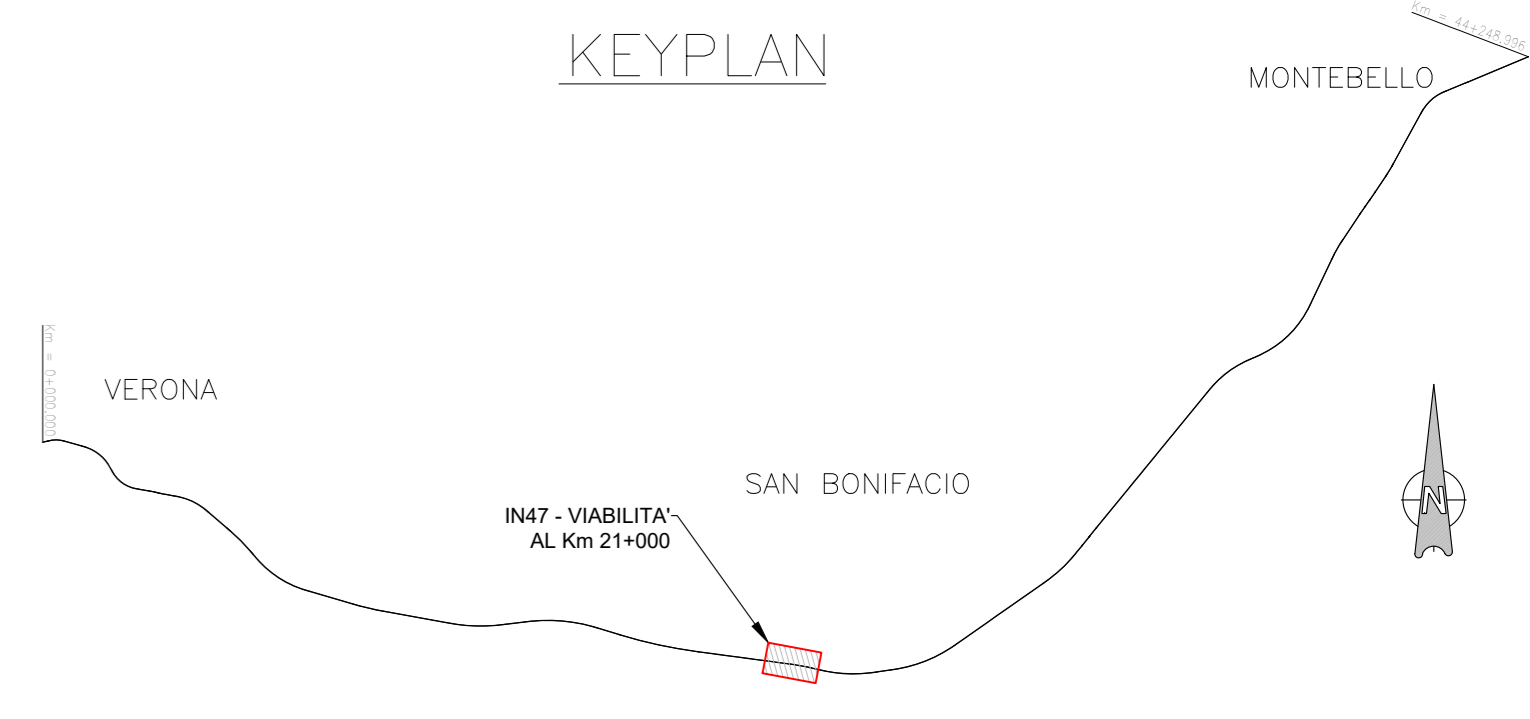 KEYPLAN
Km = 44+248.996
MONTEBELLO
Km = 0+000.000
VERONA
SAN BONIFACIO
IN47 - VIABILITA'
AL Km 21+000
N